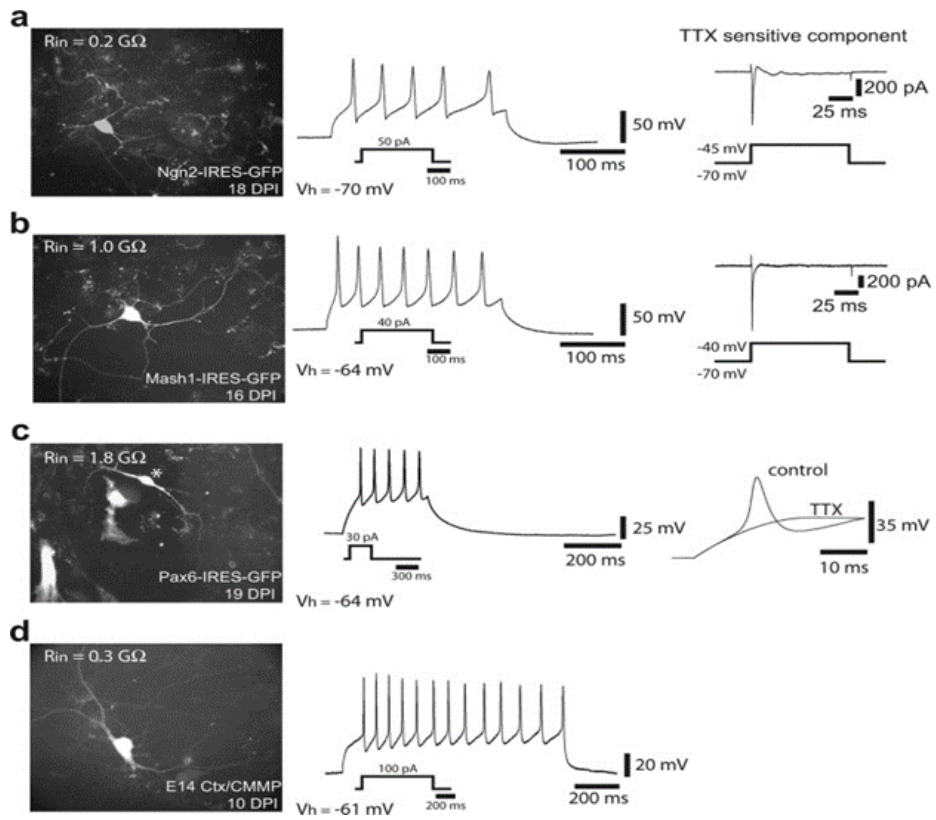 a
Rin = 0.2 GΩ
Ngn2-IRES-GFP
18 DPI
50 pA
100 ms
Vh = -70 mV
50 mV
100 ms
TTX sensitive component
200 pA
25 ms
-45 mV
-70 mV
b
Rin = 1.0 GΩ
Mash1-IRES-GFP
16 DPI
40 pA
100 ms
Vh = -64 mV
50 mV
100 ms
200 pA
25 ms
-40 mV
-70 mV
c
Rin = 1.8 GΩ
*
Pax6-IRES-GFP
19 DPI
30 pA
300 ms
Vh = -64 mV
25 mV
200 ms
control
TTX
35 mV
10 ms
d
Rin = 0.3 GΩ
E14 Ctx/CMMP
10 DPI
100 pA
200 ms
Vh = -61 mV
20 mV
200 ms